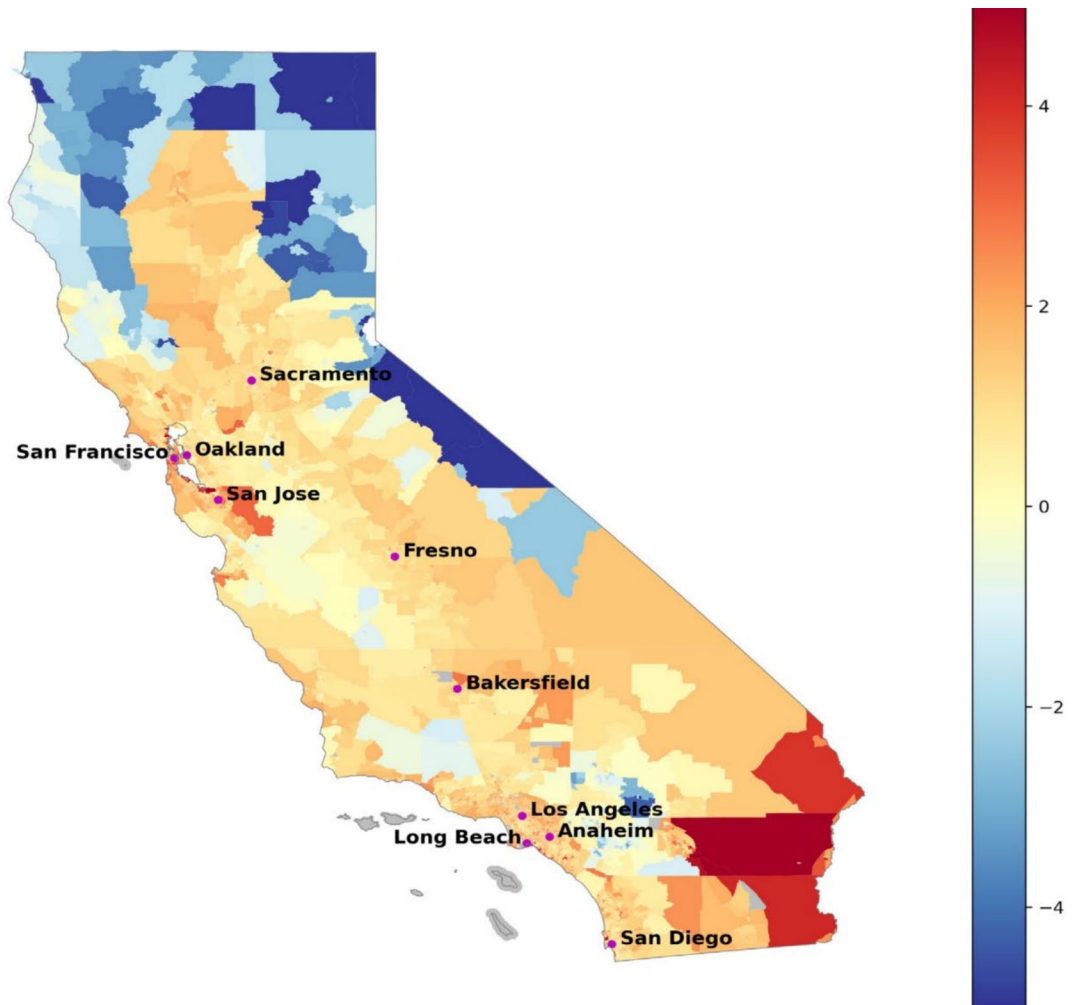 4
Sacramento
San Francisco
Oakland
San Jose
2
Fresno
0
Bakersfield
−2
Los Angeles
Long Beach
Anaheim
−4
San Diego